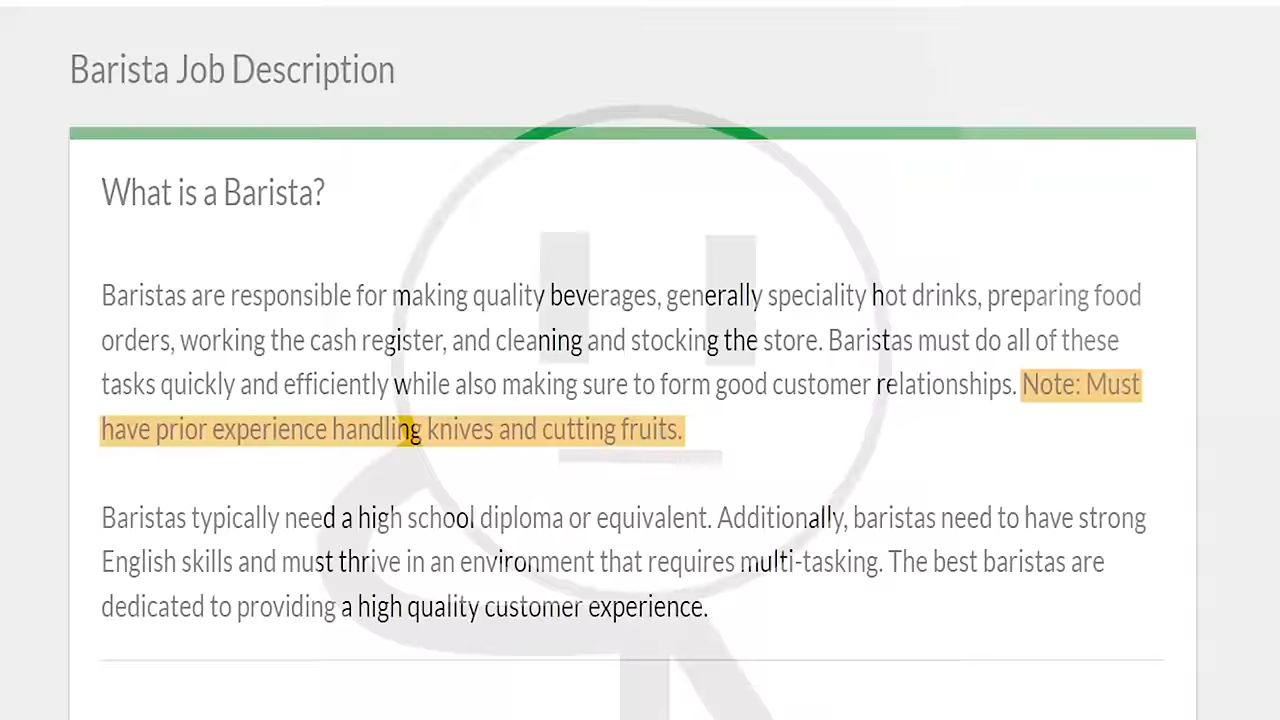 Barista Job Description
What is a Barista?
Baristas are responsible for making quality beverages, generally speciality hot drinks, preparing food
orders, working the cash register, and cleaning and stocking the store. Baristas must do all of these
tasks quickly and efficiently while also making sure to form good customer relationships. Note: Must
have prior experience handling knives and cutting fruits.
Baristas typically need a high school diploma or equivalent. Additionally, baristas need to have strong
English skills and must thrive in an environment that requires multi-tasking. The best baristas are
dedicated to providing a high quality customer experience.